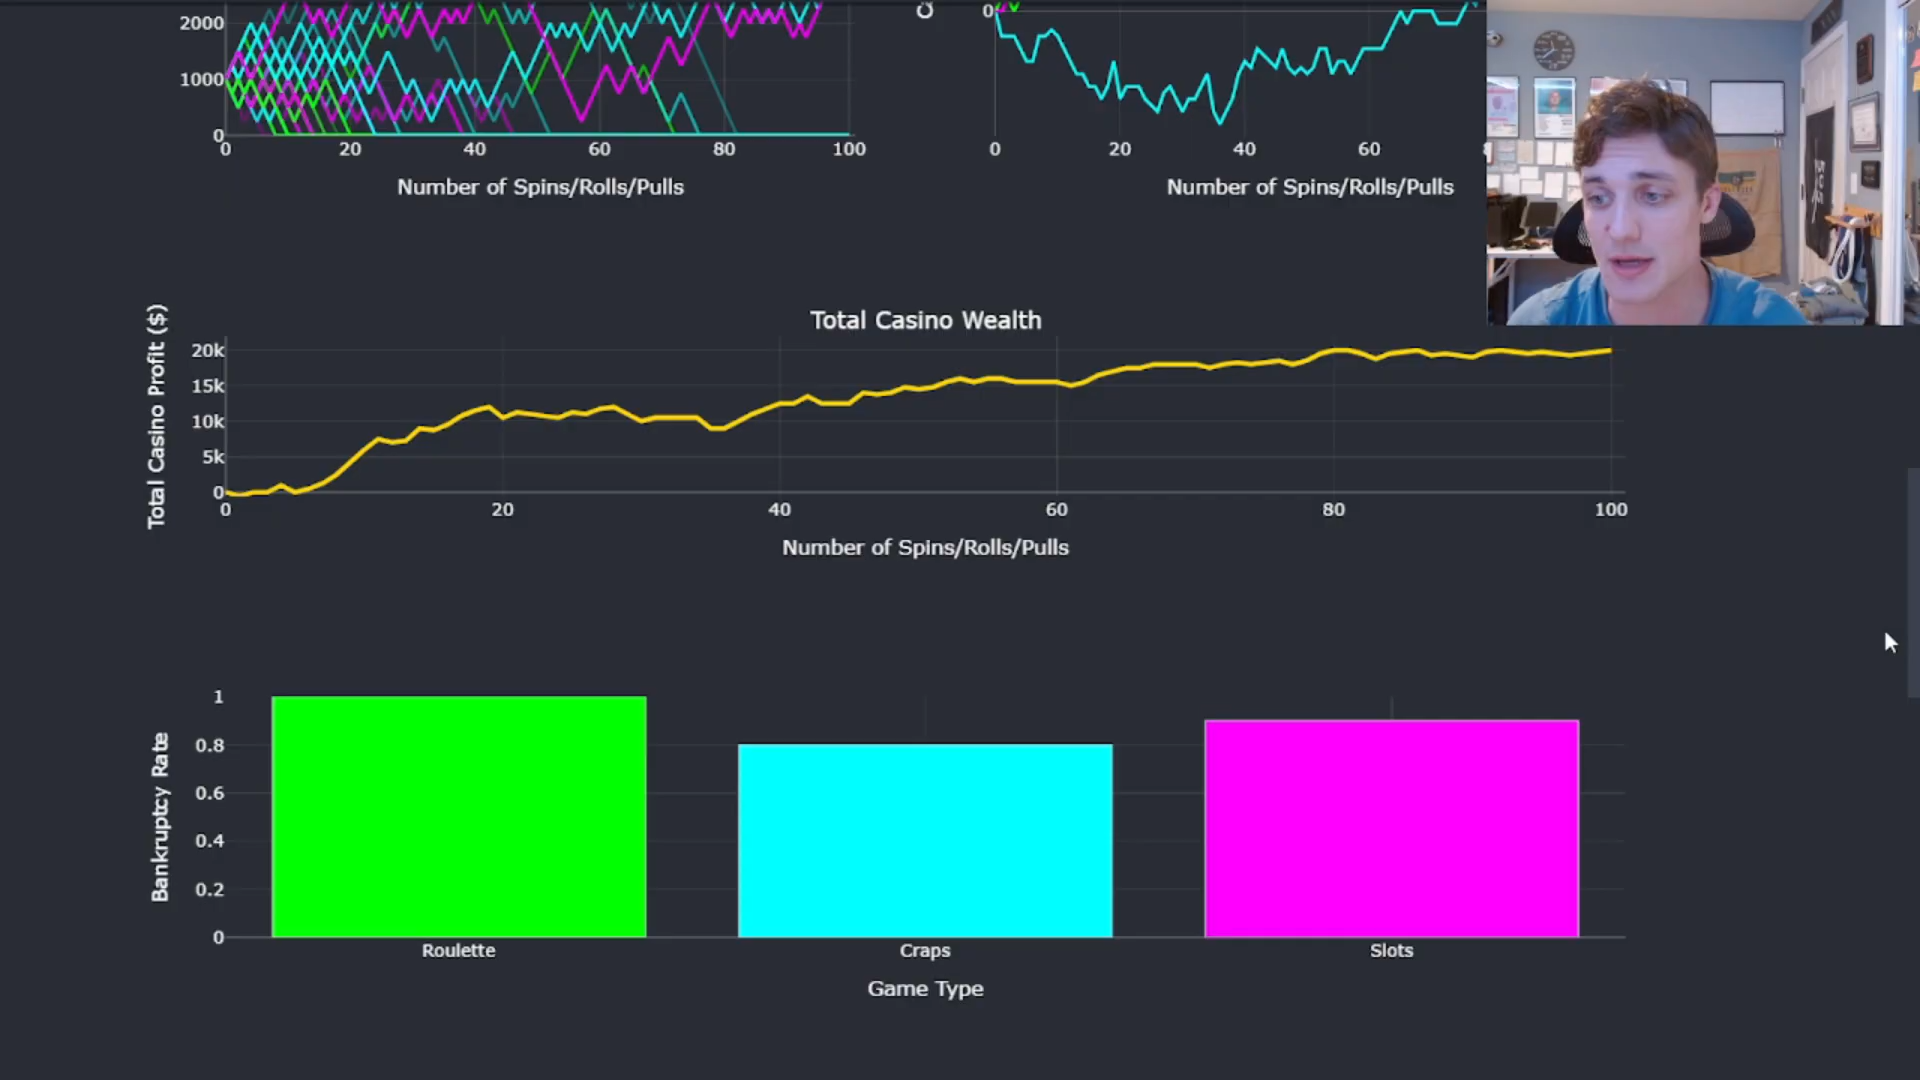 2000
1000
0
0 20 40 60 80 100
Number of Spins/Rolls/Pulls
0
0 20 40 60
Number of Spins/Rolls/Pulls
Total Casino Wealth
Total Casino Profit ($)
20k
15k
10k
5k
0
0 20 40 60 80 100
Number of Spins/Rolls/Pulls
Bankruptcy Rate
1
0.8
0.6
0.4
0.2
0
Roulette Craps Slots
Game Type